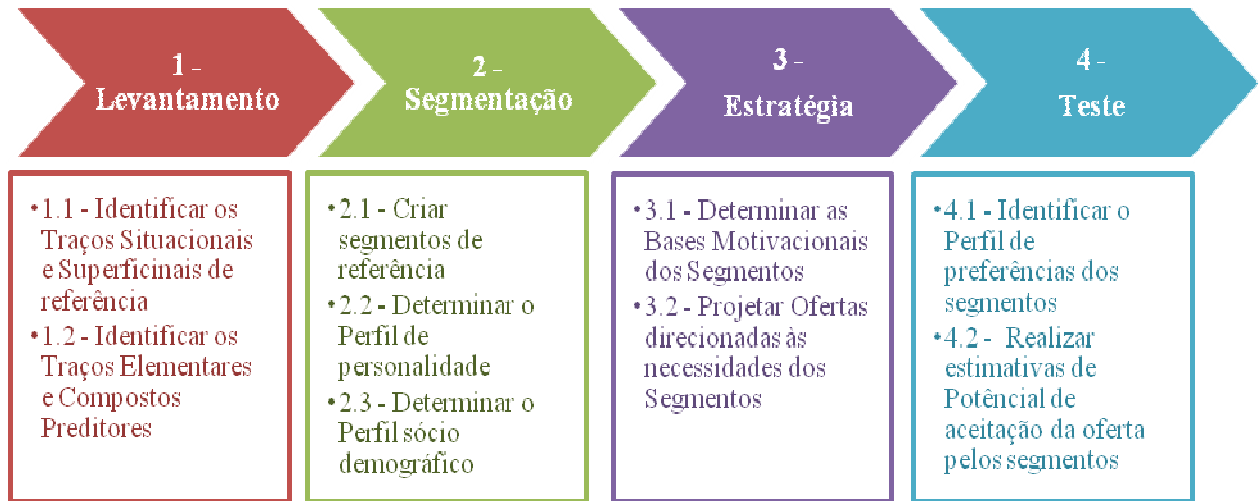 1 -
Levantamento
2 -
Segmentação
3 -
Estratégia
4 -
Teste
•1.1 - Identificar os
Traços Situacionais
e Superficinais de
referência
•1.2 - Identificar os
Traços Elementares
e Compostos
Preditores
•2.1 - Criar
segmentos de
referência
•2.2 - Determinar o
Perfil de
personalidade
•2.3 - Determinar o
Perfil sócio
demográfico
•3.1 - Determinar as
Bases Motivacionais
dos Segmentos
•3.2 - Projetar Ofertas
direcionadas às
necessidades dos
Segmentos
•4.1 - Identificar o
Perfil de
preferências dos
segmentos
•4.2 - Realizar
estimativas de
Potêncial de
aceitação da oferta
pelos segmentos